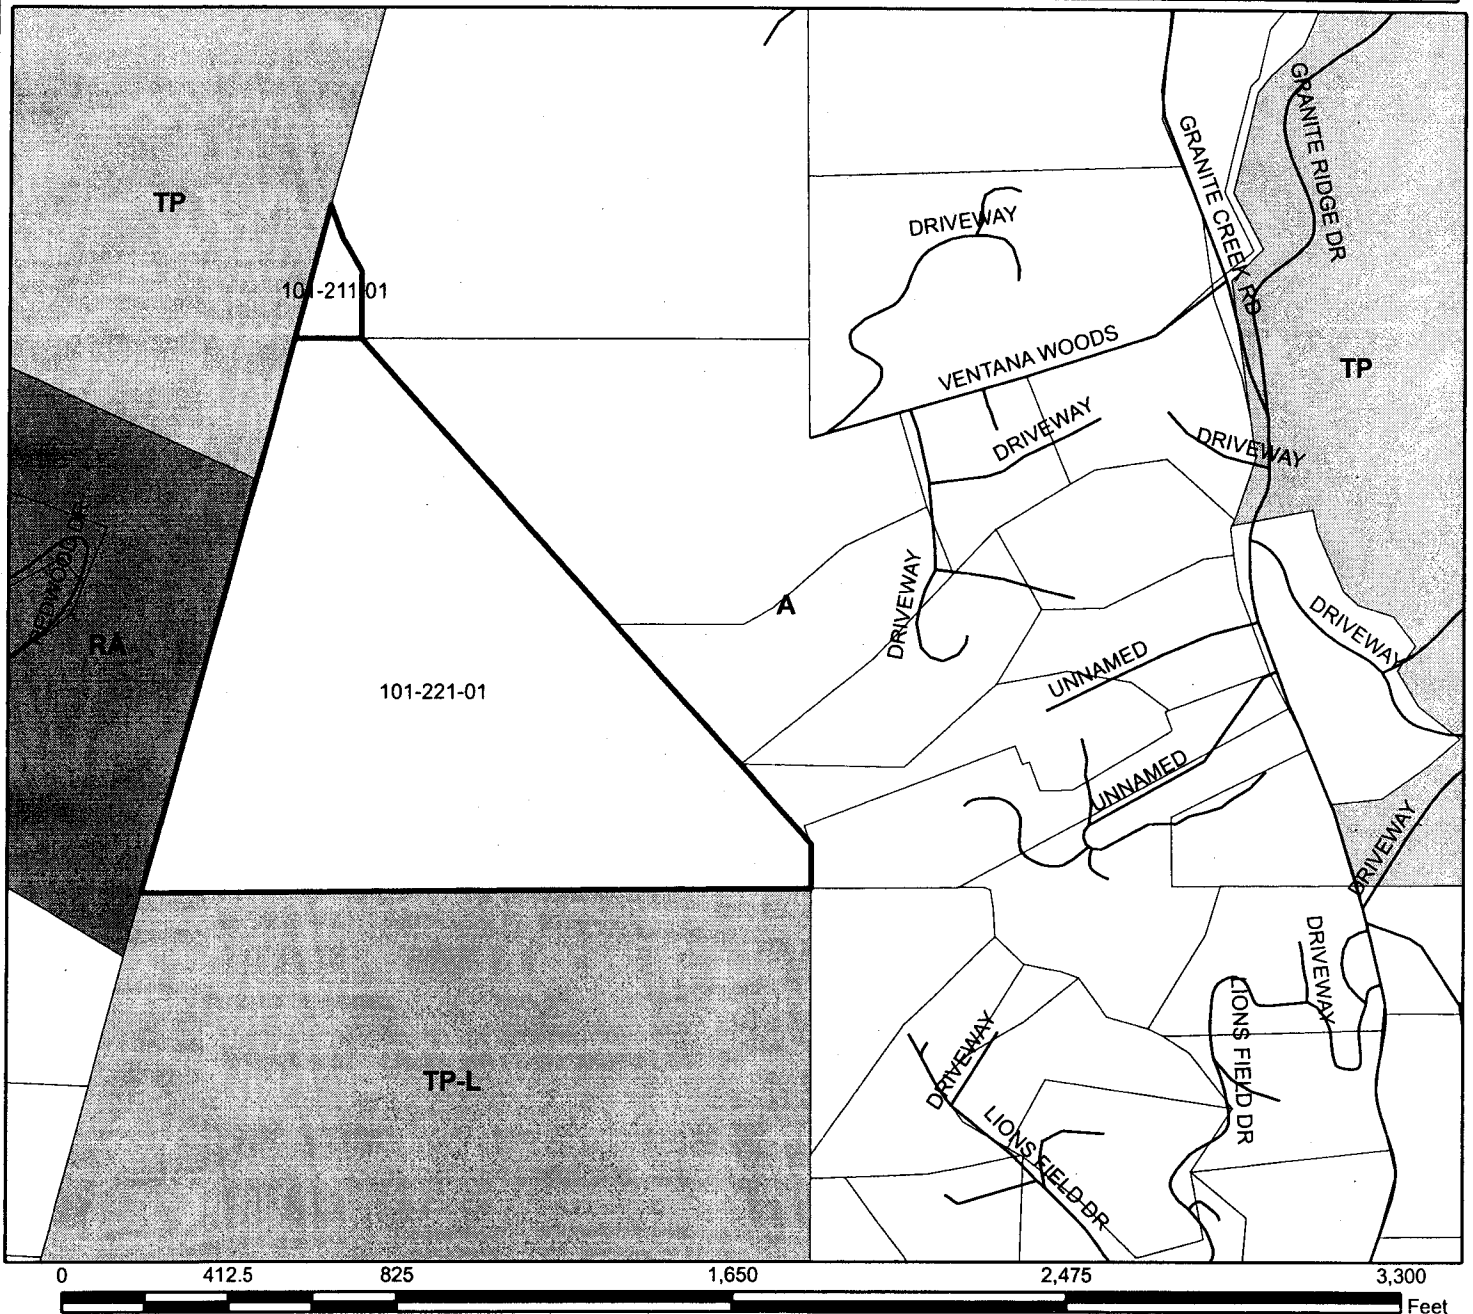 GRANITE RIDGE DR
GRANITE CREEK RD
TP
DRIVEWAY
101-211-01
VENTANA WOODS
TP
DRIVEWAY
DRIVEWAY
REDWOOD DR
DRIVEWAY
A
DRIVEWAY
RA
UNNAMED
101-221-01
UNNAMED
DRIVEWAY
DRIVEWAY
LIONS FIELD DR
DRIVEWAY
TP-L
LIONS FIELD DR
0 412.5 825 1,650 2,475 3,300
Feet